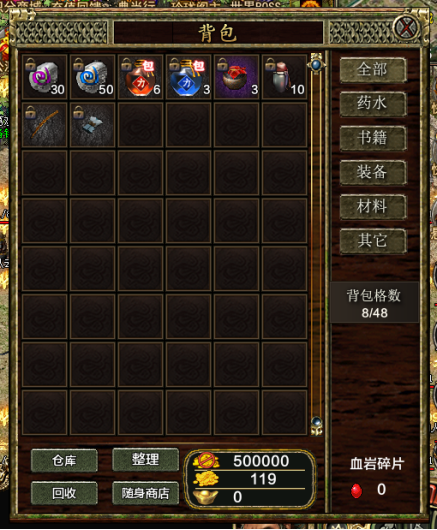 背包
30
50
包
力
6
包
3
3
10
全部
药水
书籍
装备
材料
其它
背包格数
8/48
仓库
整理
回收
随身商店
500000
119
0
血岩碎片
0